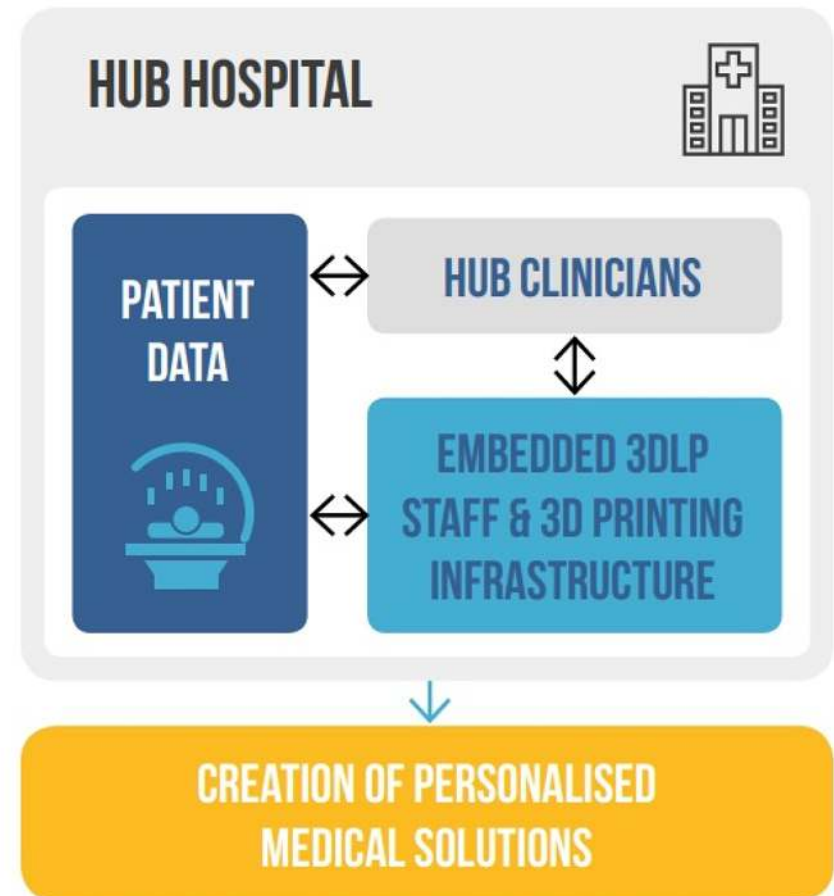 HUB HOSPITAL
PATIENT
DATA
HUB CLINICIANS
EMBEDDED 3DLP
STAFF & 3D PRINTING
INFRASTRUCTURE
CREATION OF PERSONALISED
MEDICAL SOLUTIONS